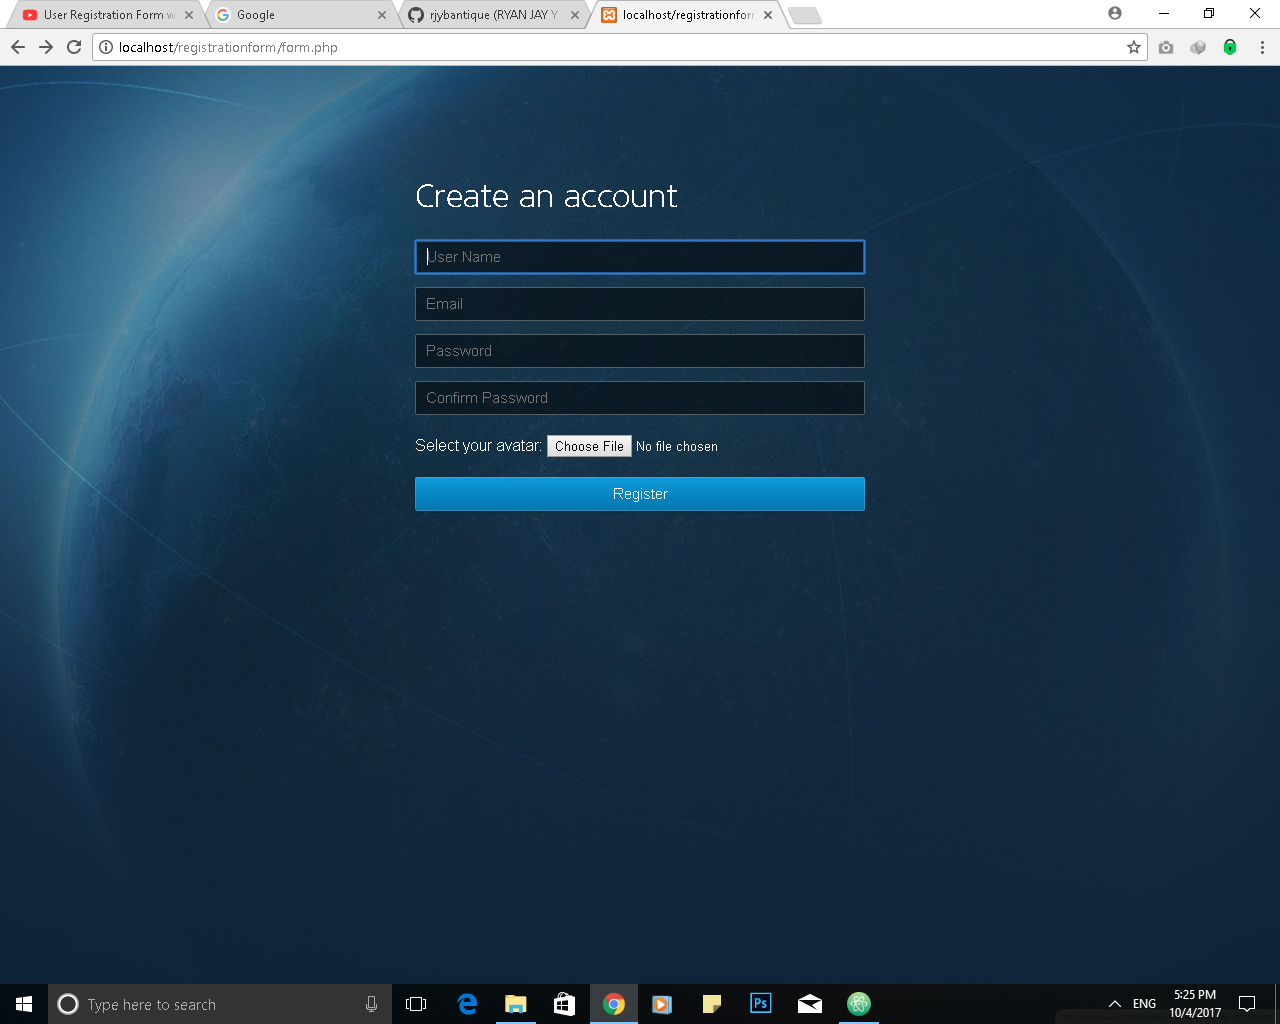 User Registration Form w
Google
rjybantique (RYAN JAY Y
localhost/registrationform
localhost/registrationform/form.php
Create an account
User Name
Email
Password
Confirm Password
Select your avatar: Choose File No file chosen
Register
Type here to search
Ps
ENG
5:25 PM
10/4/2017